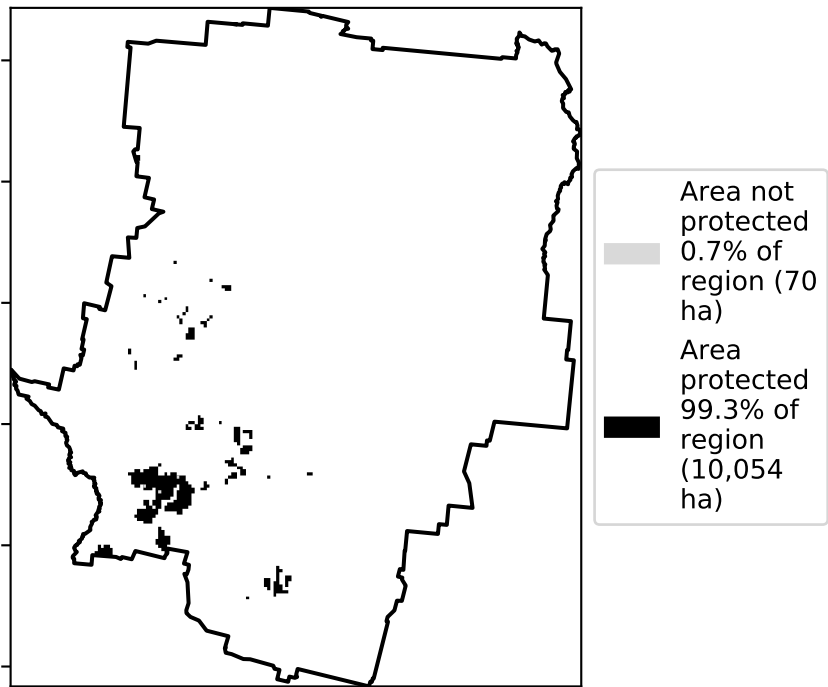 Area not
protected
0.7% of
region (70
ha)
Area
protected
99.3% of
region
(10,054
ha)